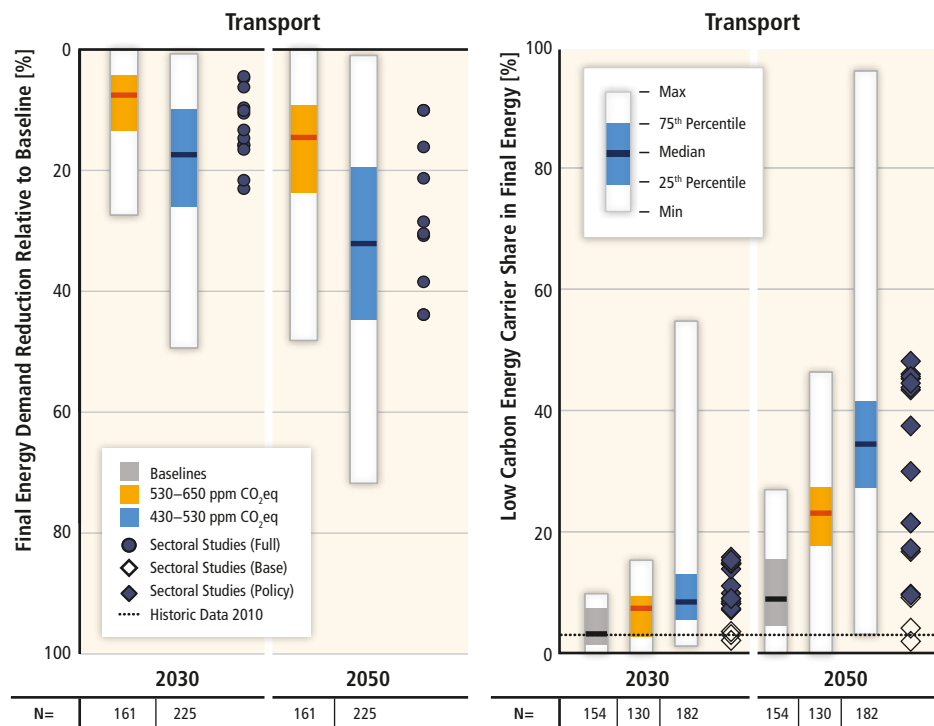 Transport
Final Energy Demand Reduction Relative to Baseline [%]
0
20
40
60
80
100
Baselines
530–650 ppm CO₂eq
430–530 ppm CO₂eq
Sectoral Studies (Full)
Sectoral Studies (Base)
Sectoral Studies (Policy)
Historic Data 2010
2030
2050
N=
161
225
161
225
Transport
Low Carbon Energy Carrier Share in Final Energy [%]
100
80
60
40
20
0
Max
75th Percentile
Median
25th Percentile
Min
2030
2050
N=
154
130
182
154
130
182